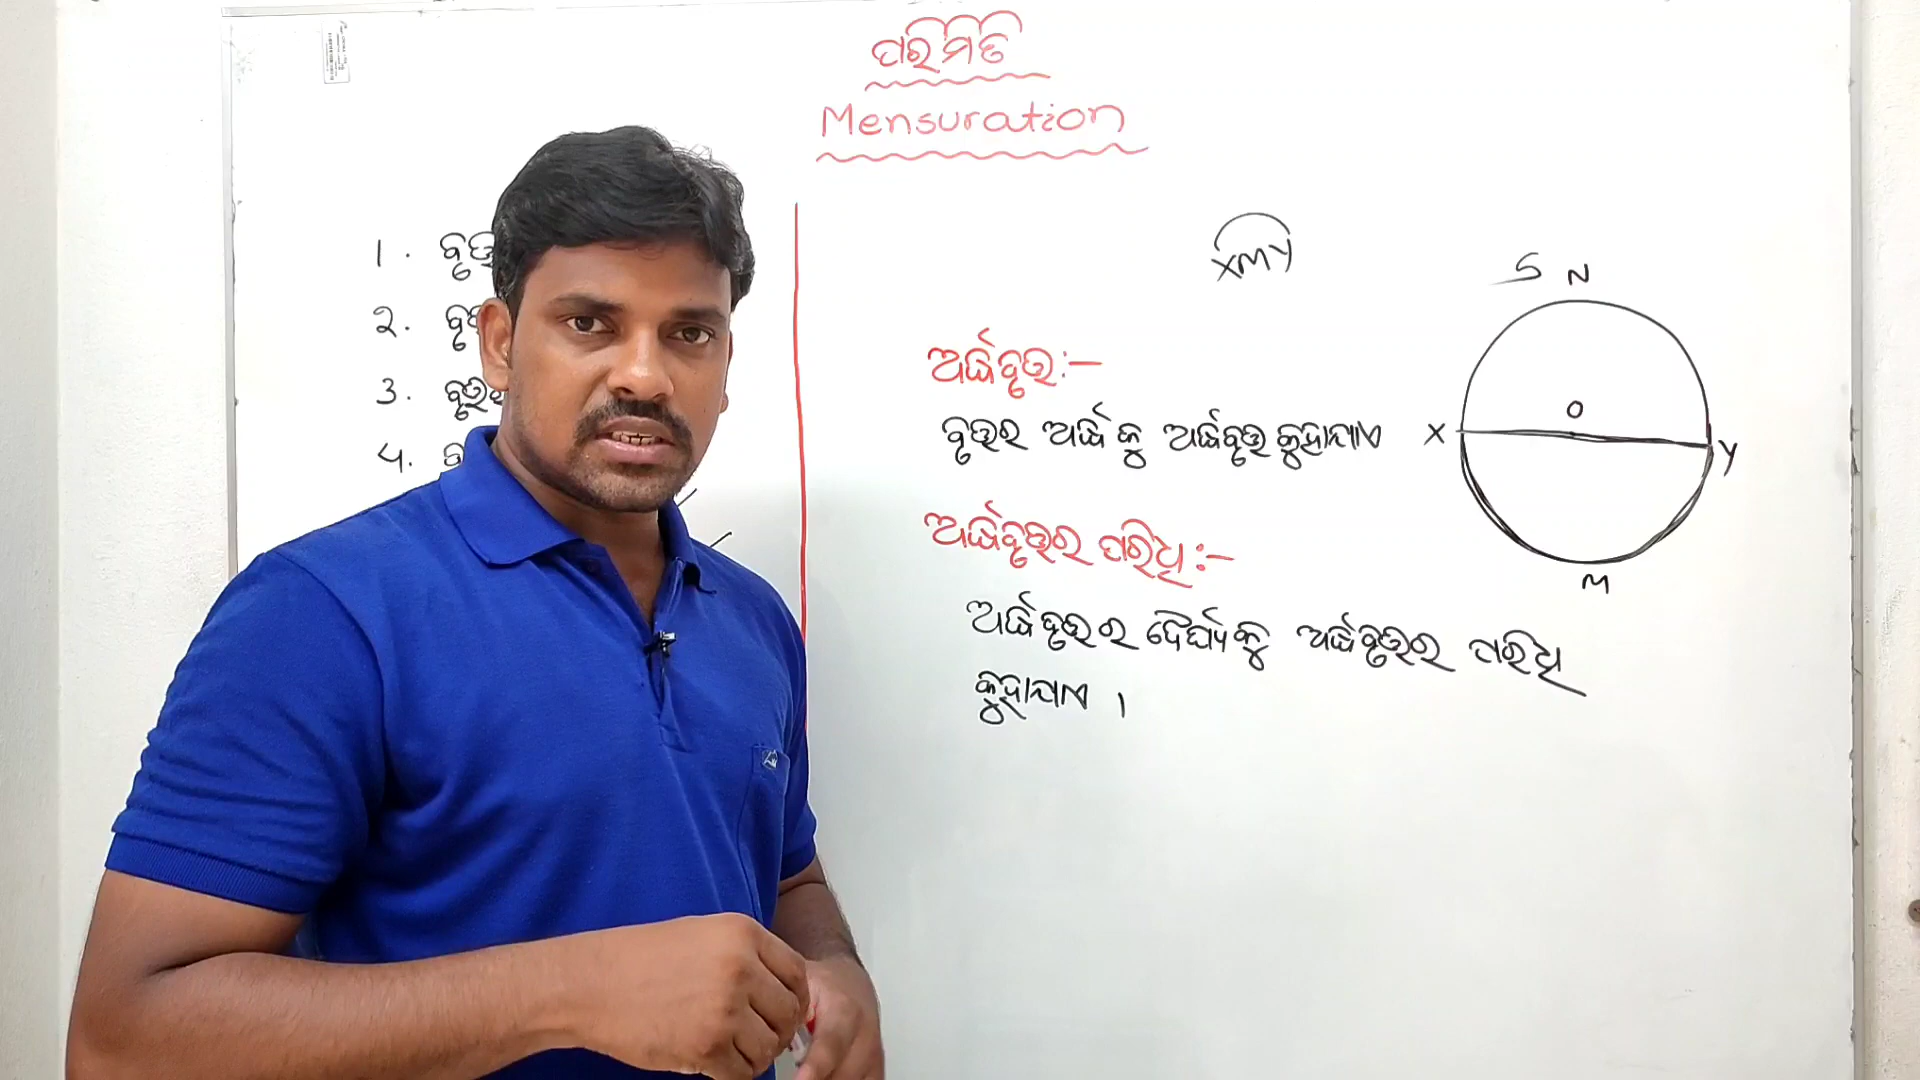 ପରିମିତି
Mensuration
1.
2.
3.
4.
XMY
S N
ଅର୍ଦ୍ଧବୃତ୍ତ:-
ବୃତ୍ତର ଅର୍ଦ୍ଧକୁ ଅର୍ଦ୍ଧବୃତ୍ତ କୁହାଯାଏ
O
X
Y
ଅର୍ଦ୍ଧବୃତ୍ତର ପରିଧି:-
M
ଅର୍ଦ୍ଧବୃତ୍ତର ଦୈର୍ଘ୍ୟକୁ ଅର୍ଦ୍ଧବୃତ୍ତର ପରିଧି
କୁହାଯାଏ ।